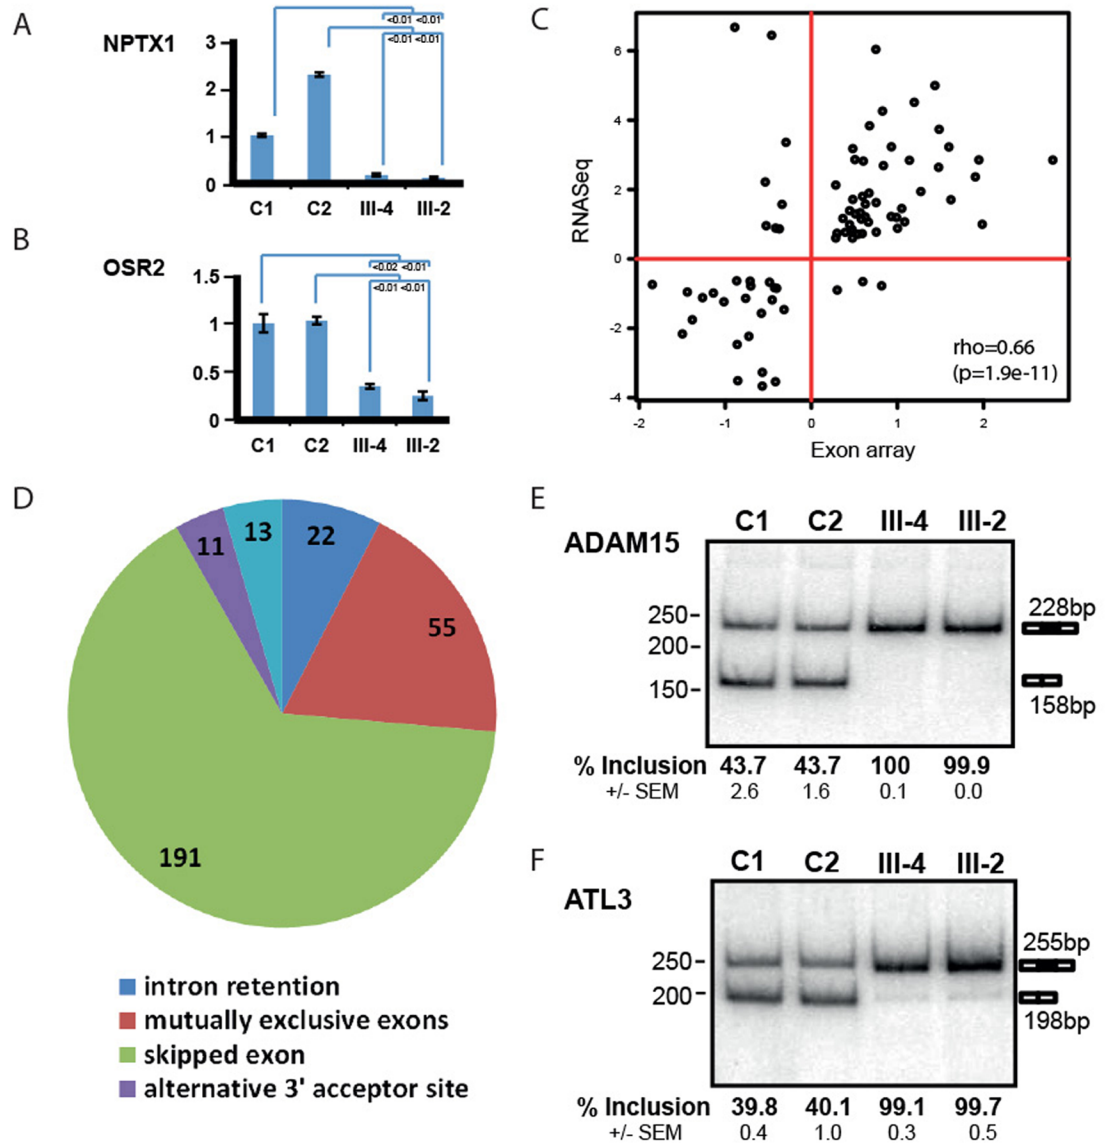 A
NPTX1
<0.01 <0.01
<0.01 <0.01
3
2
1
0
C1 C2 III-4 III-2
B
OSR2
<0.02 <0.01
<0.01 <0.01
1.5
1
0.5
0
C1 C2 III-4 III-2
C
RNASeq
6
4
2
0
-2
-4
rho=0.66
(p=1.9e-11)
-2 -1 0 1 2
Exon array
D
11 13 22
55
191
intron retention
mutually exclusive exons
skipped exon
alternative 3' acceptor site
E
C1 C2 III-4 III-2
ADAM15
250
200
150
228bp
158bp
% Inclusion 43.7 43.7 100 99.9
+/- SEM 2.6 1.6 0.1 0.0
F
C1 C2 III-4 III-2
ATL3
250
200
255bp
198bp
% Inclusion 39.8 40.1 99.1 99.7
+/- SEM 0.4 1.0 0.3 0.5